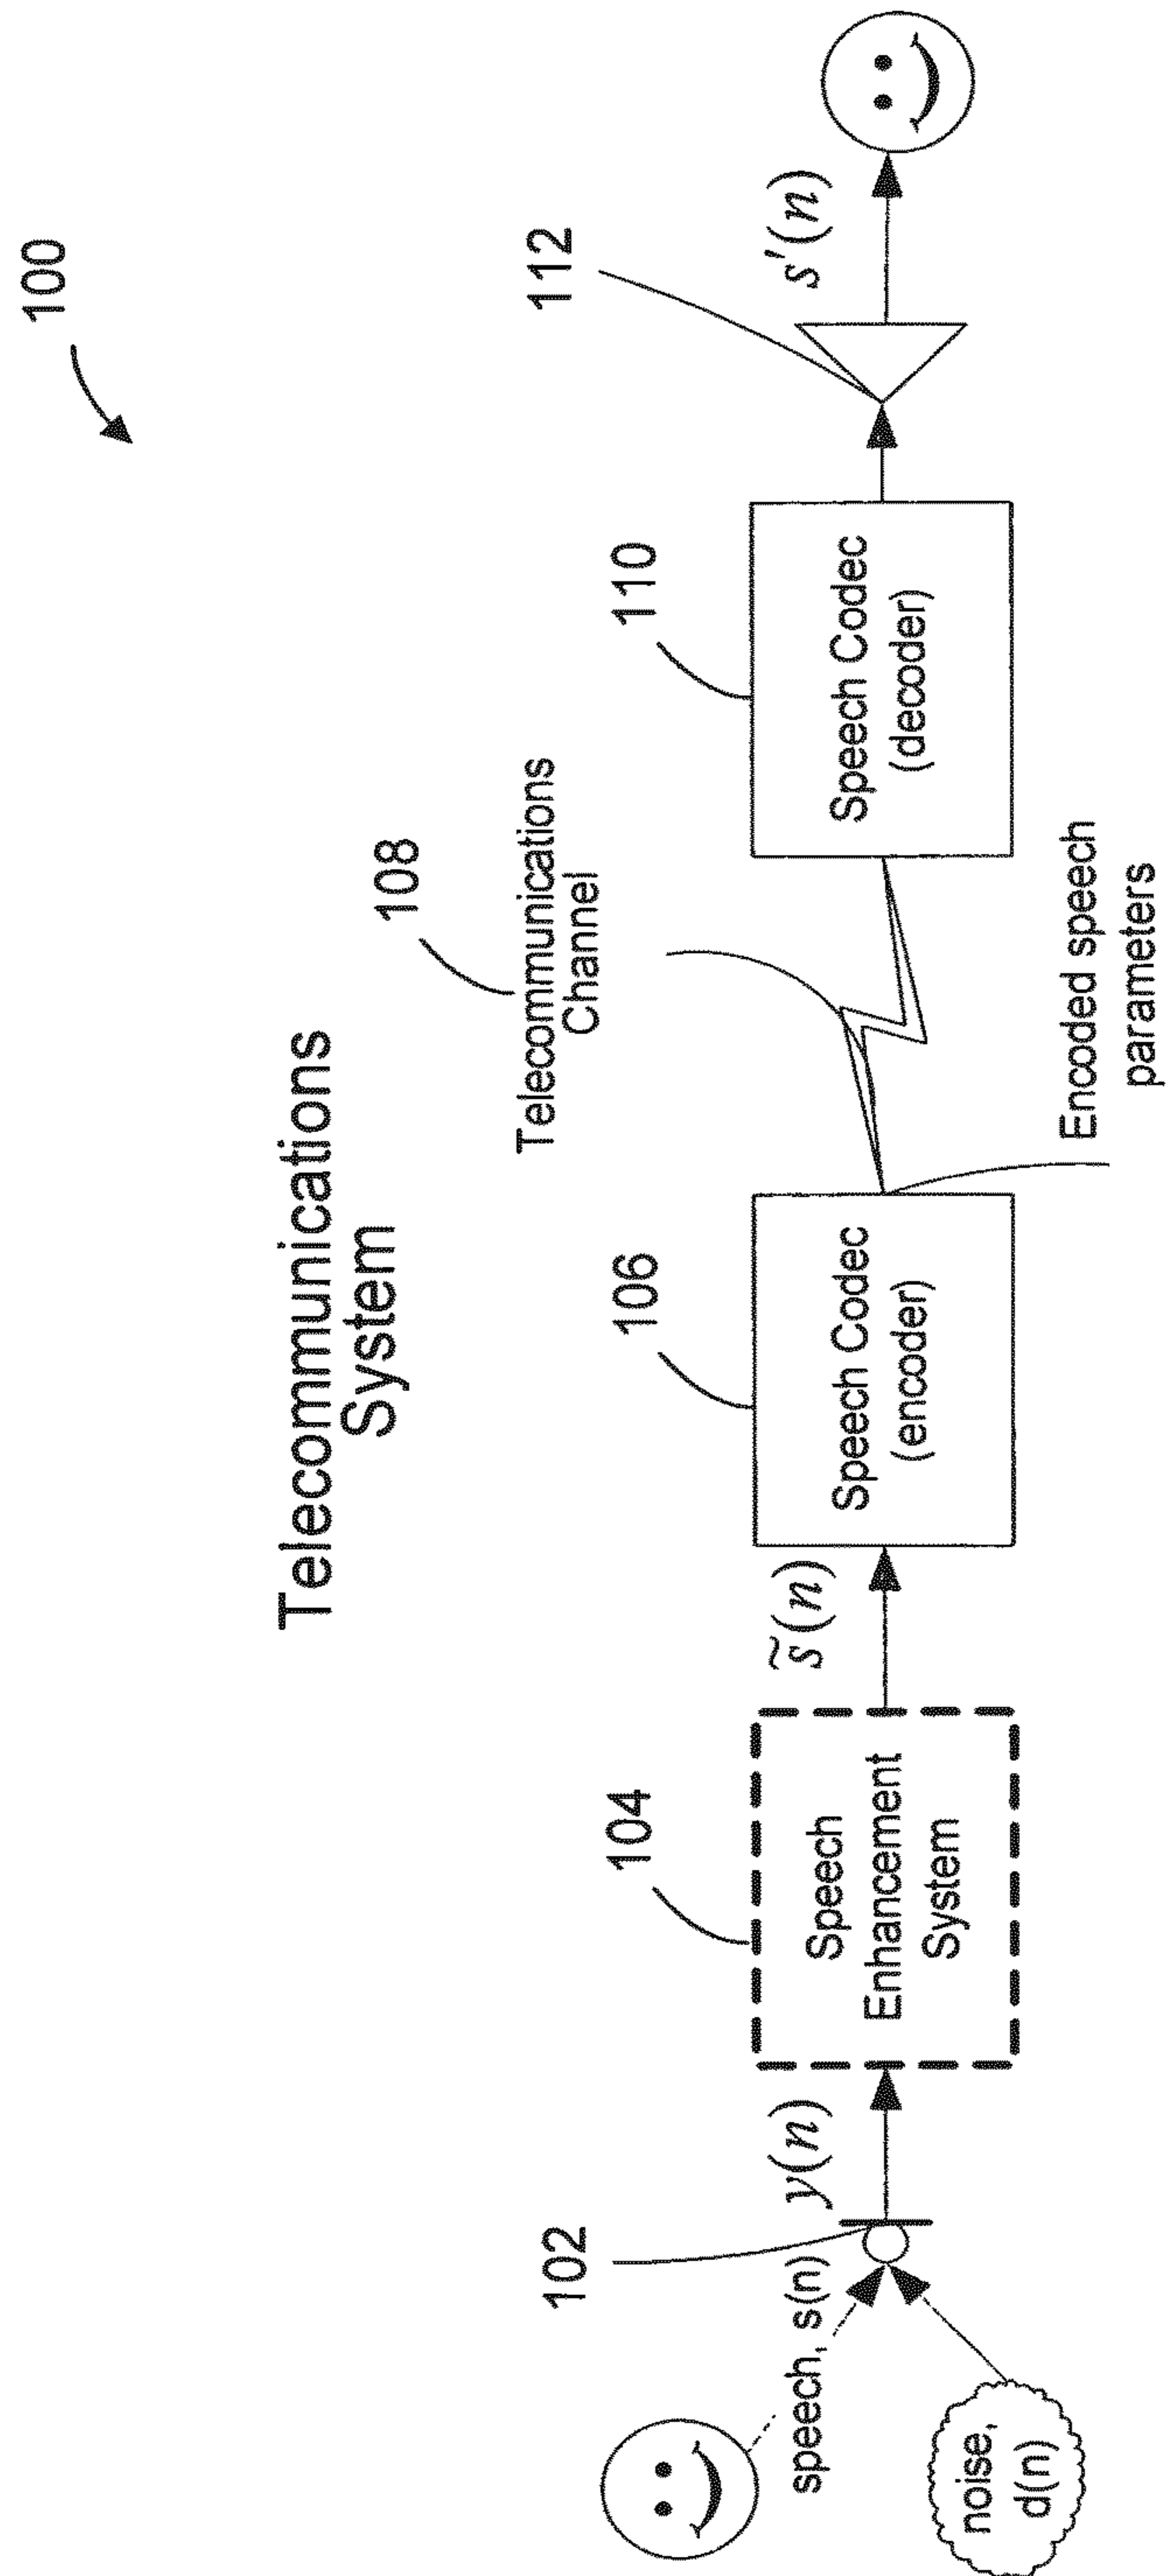 100
Telecommunications
System
108
Telecommunications
Channel
102
104
106
110
112
speech, s(n)
noise,
d(n)
y(n)
Speech
Enhancement
System
s̃(n)
Speech Codec
(encoder)
Encoded speech
parameters
Speech Codec
(decoder)
s'(n)